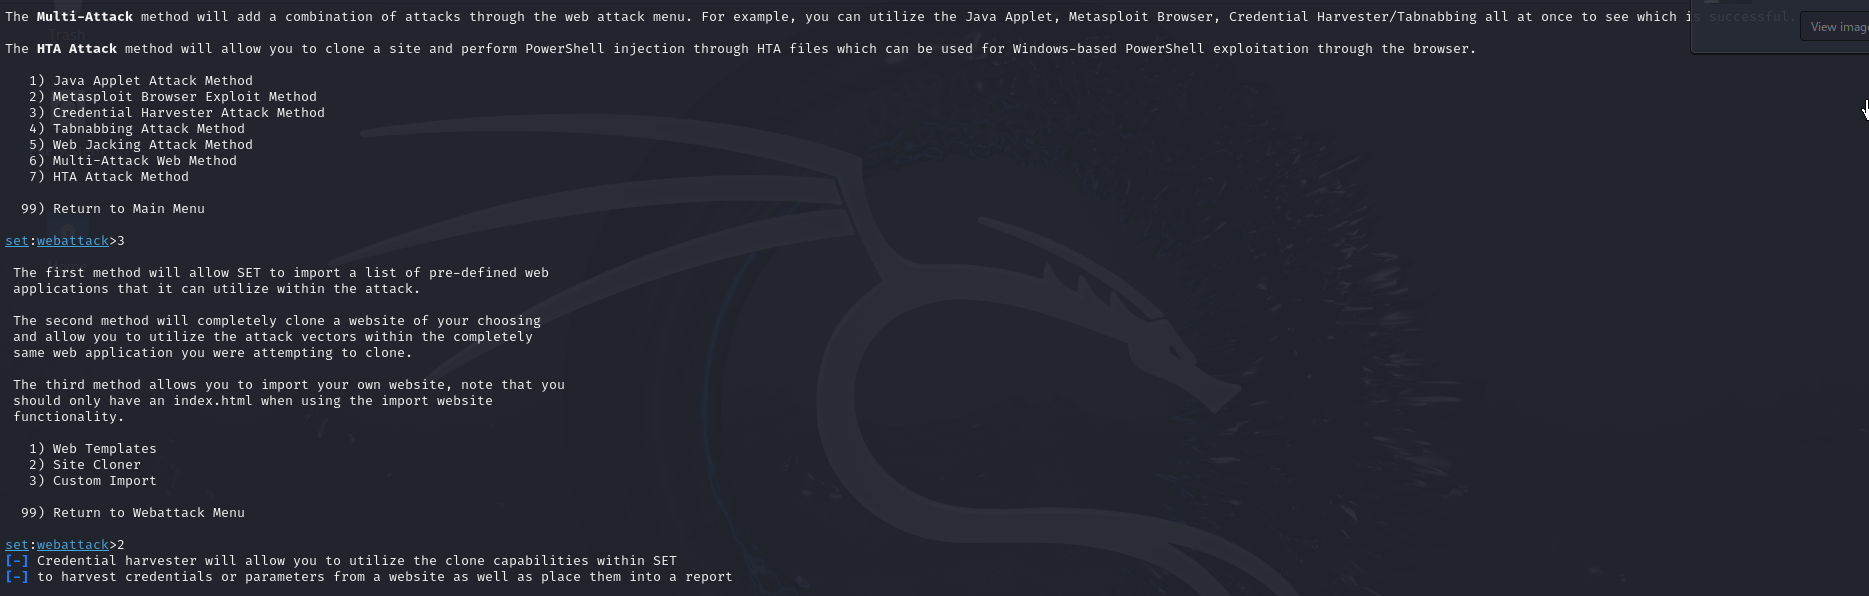 The Multi-Attack method will add a combination of attacks through the web attack menu. For example, you can utilize the Java Applet, Metasploit Browser, Credential Harvester/Tabnabbing all at once to see which is successful.
Trash
View imag
The HTA Attack method will allow you to clone a site and perform PowerShell injection through HTA files which can be used for Windows-based PowerShell exploitation through the browser.
1) Java Applet Attack Method
2) Metasploit Browser Exploit Method
3) Credential Harvester Attack Method
4) Tabnabbing Attack Method
5) Web Jacking Attack Method
6) Multi-Attack Web Method
7) HTA Attack Method
99) Return to Main Menu
set:webattack>3
The first method will allow SET to import a list of pre-defined web
applications that it can utilize within the attack.
The second method will completely clone a website of your choosing
and allow you to utilize the attack vectors within the completely
same web application you were attempting to clone.
The third method allows you to import your own website, note that you
should only have an index.html when using the import website
functionality.
1) Web Templates
2) Site Cloner
3) Custom Import
99) Return to Webattack Menu
set:webattack>2
[-] Credential harvester will allow you to utilize the clone capabilities within SET
[-] to harvest credentials or parameters from a website as well as place them into a report